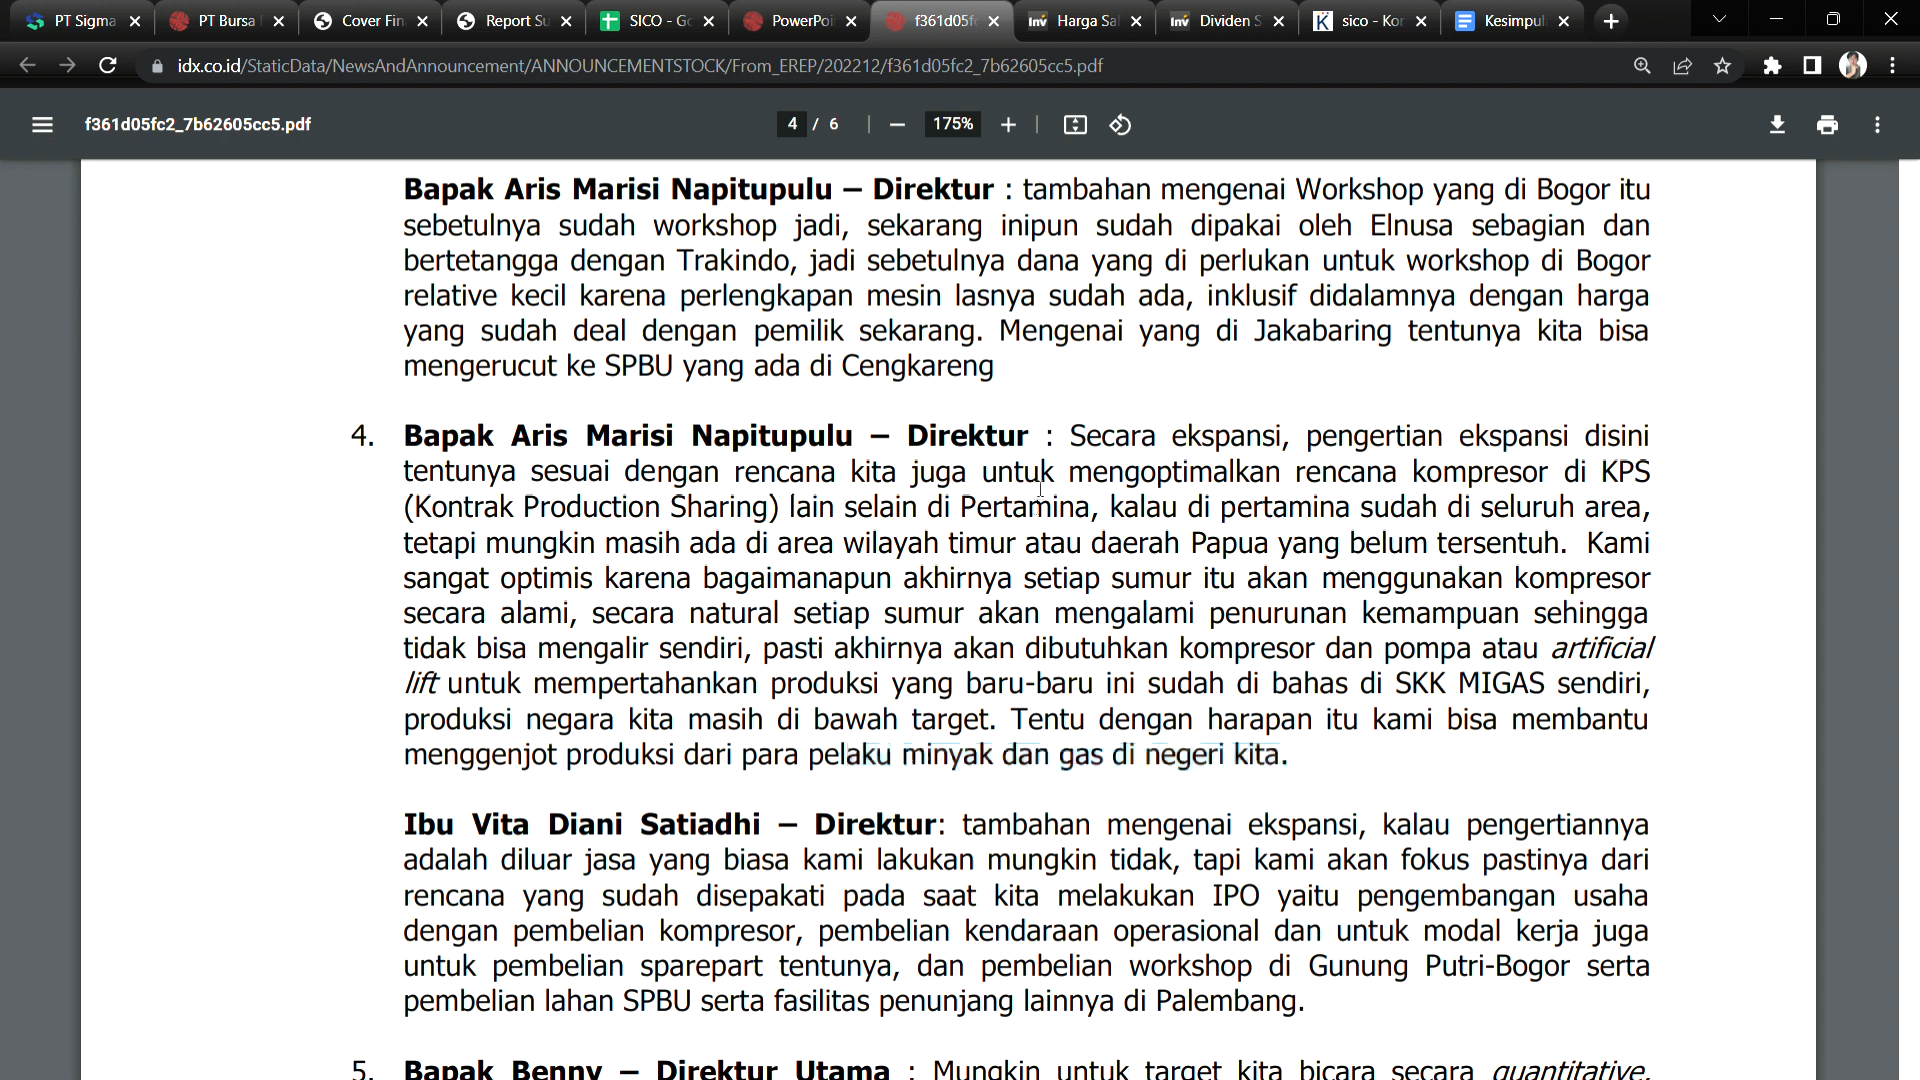 PT Sigma
PT Bursa
Cover Fin
Report Su
SICO - Go
PowerPoi
f361d05f
Harga Sa
Dividen S
sico - Kor
Kesimpul
idx.co.id/StaticData/NewsAndAnnouncement/ANNOUNCEMENTSTOCK/From_EREP/202212/f361d05fc2_7b62605cc5.pdf
f361d05fc2_7b62605cc5.pdf
4 / 6
175%
Bapak Aris Marisi Napitupulu – Direktur : tambahan mengenai Workshop yang di Bogor itu
sebetulnya sudah workshop jadi, sekarang inipun sudah dipakai oleh Elnusa sebagian dan
bertetangga dengan Trakindo, jadi sebetulnya dana yang di perlukan untuk workshop di Bogor
relative kecil karena perlengkapan mesin lasnya sudah ada, inklusif didalamnya dengan harga
yang sudah deal dengan pemilik sekarang. Mengenai yang di Jakabaring tentunya kita bisa
mengerucut ke SPBU yang ada di Cengkareng
4. Bapak Aris Marisi Napitupulu – Direktur : Secara ekspansi, pengertian ekspansi disini
tentunya sesuai dengan rencana kita juga untuk mengoptimalkan rencana kompresor di KPS
(Kontrak Production Sharing) lain selain di Pertamina, kalau di pertamina sudah di seluruh area,
tetapi mungkin masih ada di area wilayah timur atau daerah Papua yang belum tersentuh. Kami
sangat optimis karena bagaimanapun akhirnya setiap sumur itu akan menggunakan kompresor
secara alami, secara natural setiap sumur akan mengalami penurunan kemampuan sehingga
tidak bisa mengalir sendiri, pasti akhirnya akan dibutuhkan kompresor dan pompa atau artificial
lift untuk mempertahankan produksi yang baru-baru ini sudah di bahas di SKK MIGAS sendiri,
produksi negara kita masih di bawah target. Tentu dengan harapan itu kami bisa membantu
menggenjot produksi dari para pelaku minyak dan gas di negeri kita.
Ibu Vita Diani Satiadhi – Direktur: tambahan mengenai ekspansi, kalau pengertiannya
adalah diluar jasa yang biasa kami lakukan mungkin tidak, tapi kami akan fokus pastinya dari
rencana yang sudah disepakati pada saat kita melakukan IPO yaitu pengembangan usaha
dengan pembelian kompresor, pembelian kendaraan operasional dan untuk modal kerja juga
untuk pembelian sparepart tentunya, dan pembelian workshop di Gunung Putri-Bogor serta
pembelian lahan SPBU serta fasilitas penunjang lainnya di Palembang.
5. Bapak Benny – Direktur Utama : Mungkin untuk target kita bicara secara quantitative,